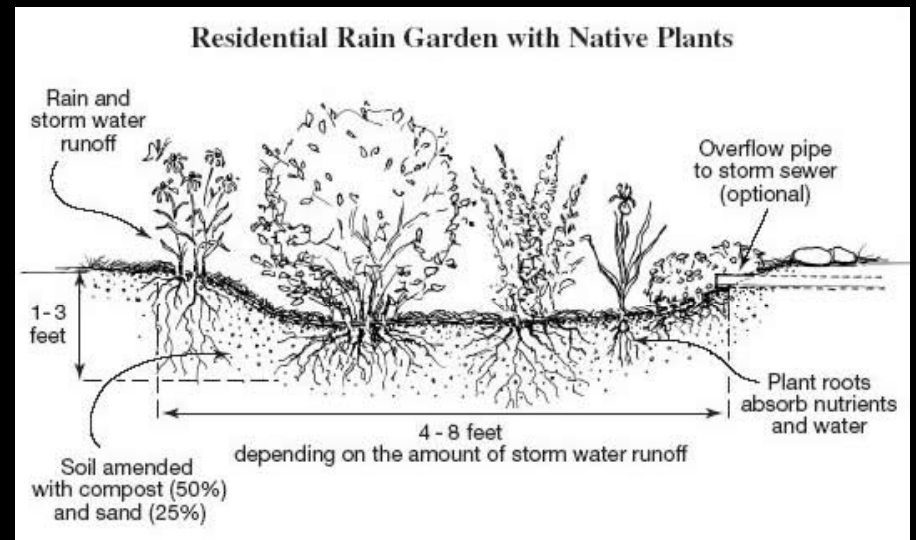 Residential Rain Garden with Native Plants
Rain and
storm water
runoff
Overflow pipe
to storm sewer
(optional)
1-3
feet
Plant roots
absorb nutrients
and water
4 - 8 feet
depending on the amount of storm water runoff
Soil amended
with compost (50%)
and sand (25%)